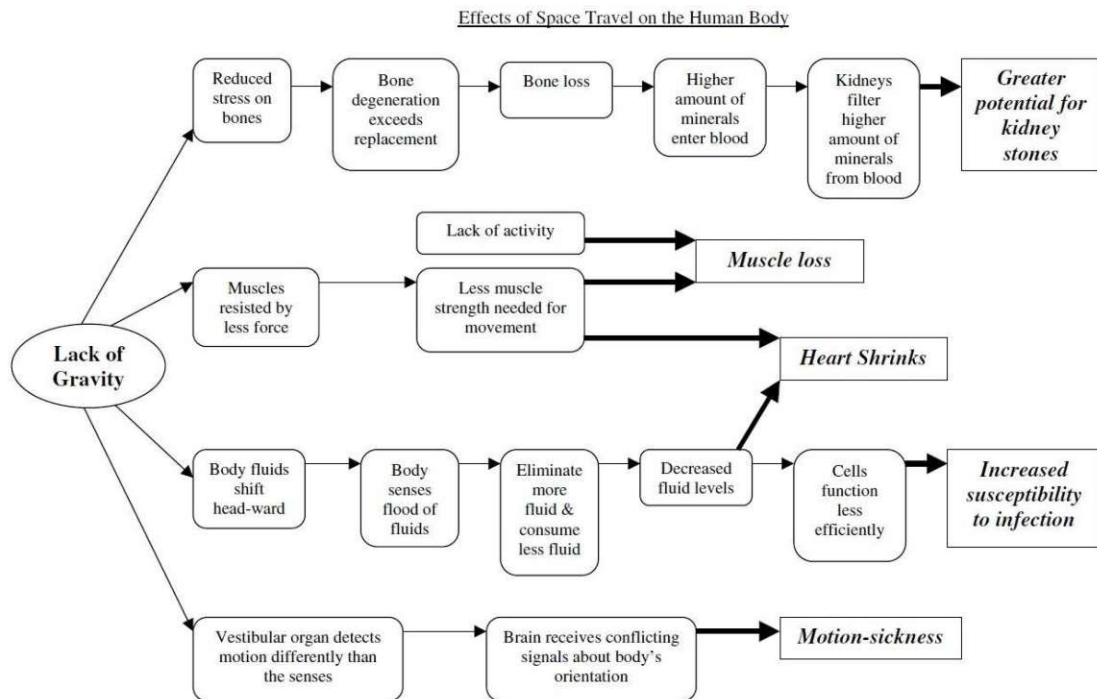 Effects of Space Travel on the Human Body
Reduced
stress on
bones
Bone
degeneration
exceeds
replacement
Bone loss
Higher
amount of
minerals
enter blood
Kidneys
filter
higher
amount of
minerals
from blood
Greater
potential for
kidney
stones
Lack of activity
Muscle loss
Muscles
resisted by
less force
Less muscle
strength needed for
movement
Lack of
Gravity
Heart Shrinks
Body fluids
shift
head-ward
Body
senses
flood of
fluids
Eliminate
more
fluid &
consume
less fluid
Decreased
fluid levels
Cells
function
less
efficiently
Increased
susceptibility
to infection
Vestibular organ detects
motion differently than
the senses
Brain receives conflicting
signals about body's
orientation
Motion-sickness